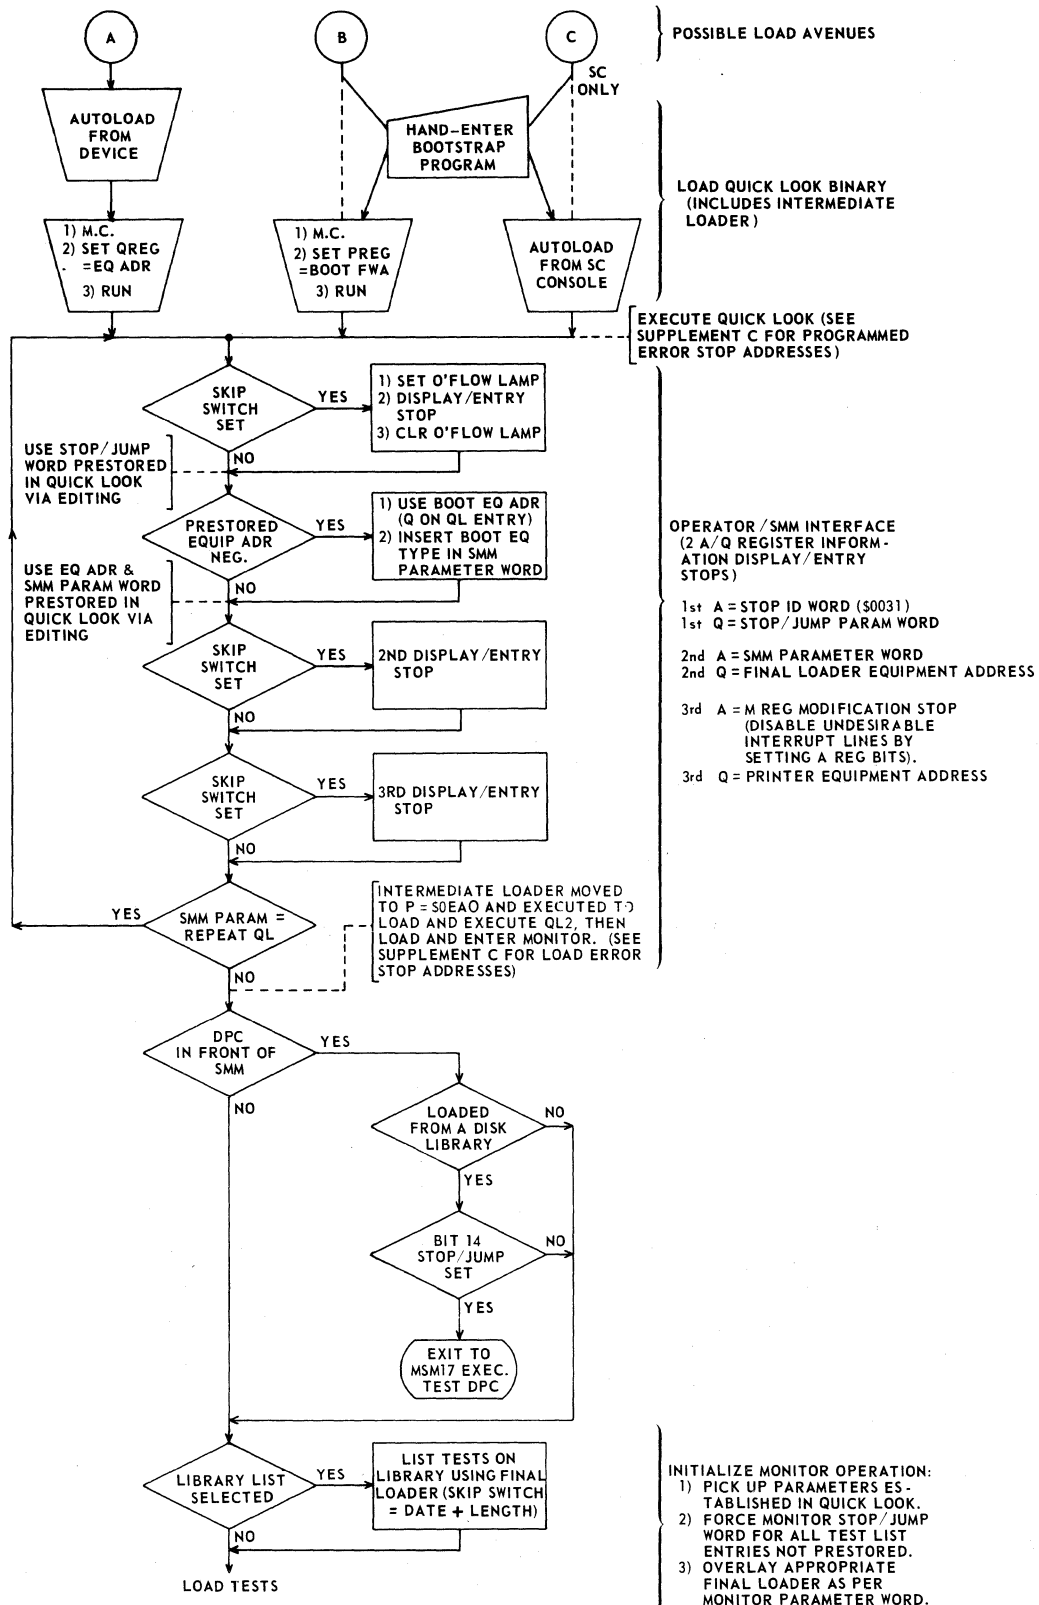 A
B
C
POSSIBLE LOAD AVENUES
SC
ONLY
AUTOLOAD
FROM
DEVICE
HAND-ENTER
BOOTSTRAP
PROGRAM
LOAD QUICK LOOK BINARY
(INCLUDES INTERMEDIATE
LOADER)
1) M.C.
2) SET QREG
=EQ ADR
3) RUN
1) M.C.
2) SET PREG
=BOOT FWA
3) RUN
AUTOLOAD
FROM SC
CONSOLE
EXECUTE QUICK LOOK (SEE
SUPPLEMENT C FOR PROGRAMMED
ERROR STOP ADDRESSES)
SKIP
SWITCH
SET
YES
1) SET O'FLOW LAMP
2) DISPLAY/ENTRY
STOP
3) CLR O'FLOW LAMP
NO
USE STOP/JUMP
WORD PRESTORED
IN QUICK LOOK
VIA EDITING
PRESTORED
EQUIP ADR
NEG.
YES
1) USE BOOT EQ ADR
(Q ON QL ENTRY)
2) INSERT BOOT EQ
TYPE IN SMM
PARAMETER WORD
NO
USE EQ ADR &
SMM PARAM WORD
PRESTORED IN
QUICK LOOK VIA
EDITING
OPERATOR/SMM INTERFACE
(2 A/Q REGISTER INFORM-
ATION DISPLAY/ENTRY
STOPS)
1st A = STOP ID WORD ($0031)
1st Q = STOP/JUMP PARAM WORD
2nd A = SMM PARAMETER WORD
2nd Q = FINAL LOADER EQUIPMENT ADDRESS
3rd A = M REG MODIFICATION STOP
(DISABLE UNDESIRABLE
INTERRUPT LINES BY
SETTING A REG BITS).
3rd Q = PRINTER EQUIPMENT ADDRESS
SKIP
SWITCH
SET
YES
2ND DISPLAY/ENTRY
STOP
NO
SKIP
SWITCH
SET
YES
3RD DISPLAY/ENTRY
STOP
NO
SMM PARAM =
REPEAT QL
YES
NO
INTERMEDIATE LOADER MOVED
TO P = $0EA0 AND EXECUTED TO
LOAD AND EXECUTE QL2, THEN
LOAD AND ENTER MONITOR. (SEE
SUPPLEMENT C FOR LOAD ERROR
STOP ADDRESSES)
DPC
IN FRONT OF
SMM
YES
NO
LOADED
FROM A DISK
LIBRARY
NO
YES
BIT 14
STOP/JUMP
SET
NO
YES
EXIT TO
MSM17 EXEC.
TEST DPC
LIBRARY LIST
SELECTED
YES
LIST TESTS ON
LIBRARY USING FINAL
LOADER (SKIP SWITCH
= DATE + LENGTH)
NO
LOAD TESTS
INITIALIZE MONITOR OPERATION:
1) PICK UP PARAMETERS ES-
TABLISHED IN QUICK LOOK.
2) FORCE MONITOR STOP/JUMP
WORD FOR ALL TEST LIST
ENTRIES NOT PRESTORED.
3) OVERLAY APPROPRIATE
FINAL LOADER AS PER
MONITOR PARAMETER WORD.